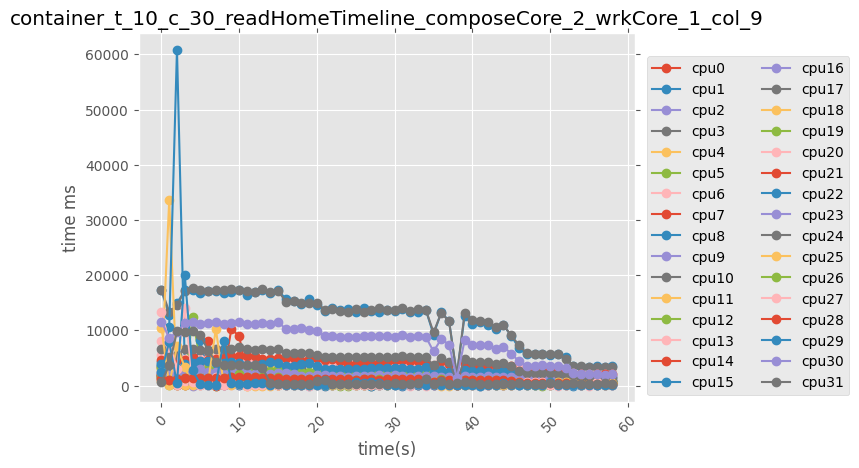 container_t_10_c_30_readHomeTimeline_composeCore_2_wrkCore_1_col_9
time ms
60000
50000
40000
30000
20000
10000
0
0
10
20
30
40
50
60
time(s)
cpu0
cpu1
cpu2
cpu3
cpu4
cpu5
cpu6
cpu7
cpu8
cpu9
cpu10
cpu11
cpu12
cpu13
cpu14
cpu15
cpu16
cpu17
cpu18
cpu19
cpu20
cpu21
cpu22
cpu23
cpu24
cpu25
cpu26
cpu27
cpu28
cpu29
cpu30
cpu31